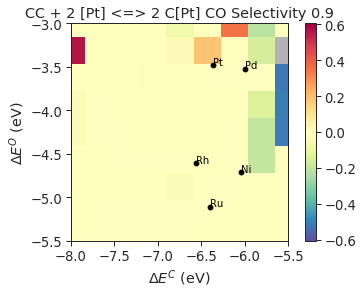 CC + 2 [Pt] <=> 2 C[Pt] CO Selectivity 0.9
−3.0
−3.5
−4.0
−4.5
−5.0
−5.5
ΔE^O (eV)
Pt
Pd
Rh
Ni
Ru
−8.0 −7.5 −7.0 −6.5 −6.0 −5.5
ΔE^C (eV)
0.6
0.4
0.2
0.0
−0.2
−0.4
−0.6